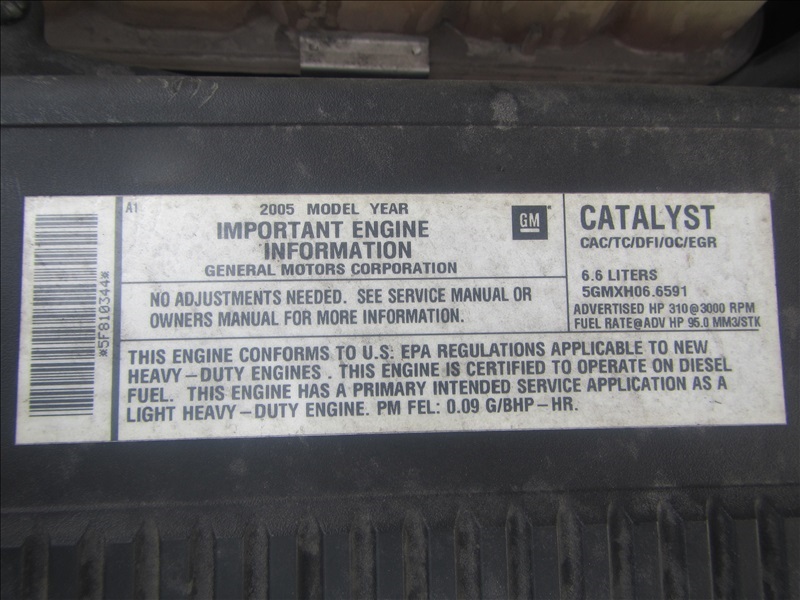 *5F810344*
A1
2005 MODEL YEAR
IMPORTANT ENGINE
INFORMATION
GENERAL MOTORS CORPORATION
GM
CATALYST
CAC/TC/DFI/OC/EGR
6.6 LITERS
5GMXH06.6591
ADVERTISED HP 310@3000 RPM
FUEL RATE@ADV HP 95.0 MM3/STK
NO ADJUSTMENTS NEEDED. SEE SERVICE MANUAL OR
OWNERS MANUAL FOR MORE INFORMATION.
THIS ENGINE CONFORMS TO U.S. EPA REGULATIONS APPLICABLE TO NEW
HEAVY-DUTY ENGINES . THIS ENGINE IS CERTIFIED TO OPERATE ON DIESEL
FUEL. THIS ENGINE HAS A PRIMARY INTENDED SERVICE APPLICATION AS A
LIGHT HEAVY-DUTY ENGINE. PM FEL: 0.09 G/BHP-HR.